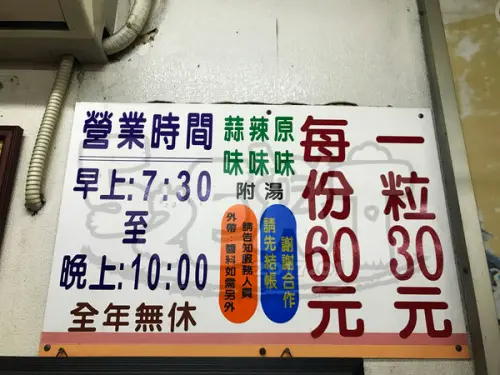 一粒30元
每份60元
原味
辣味
蒜味
附湯
謝謝合作
請先結帳
請告知服務人員
外帶:醬料如需另外
營業時間
早上:7:30
至
晚上:10:00
全年無休